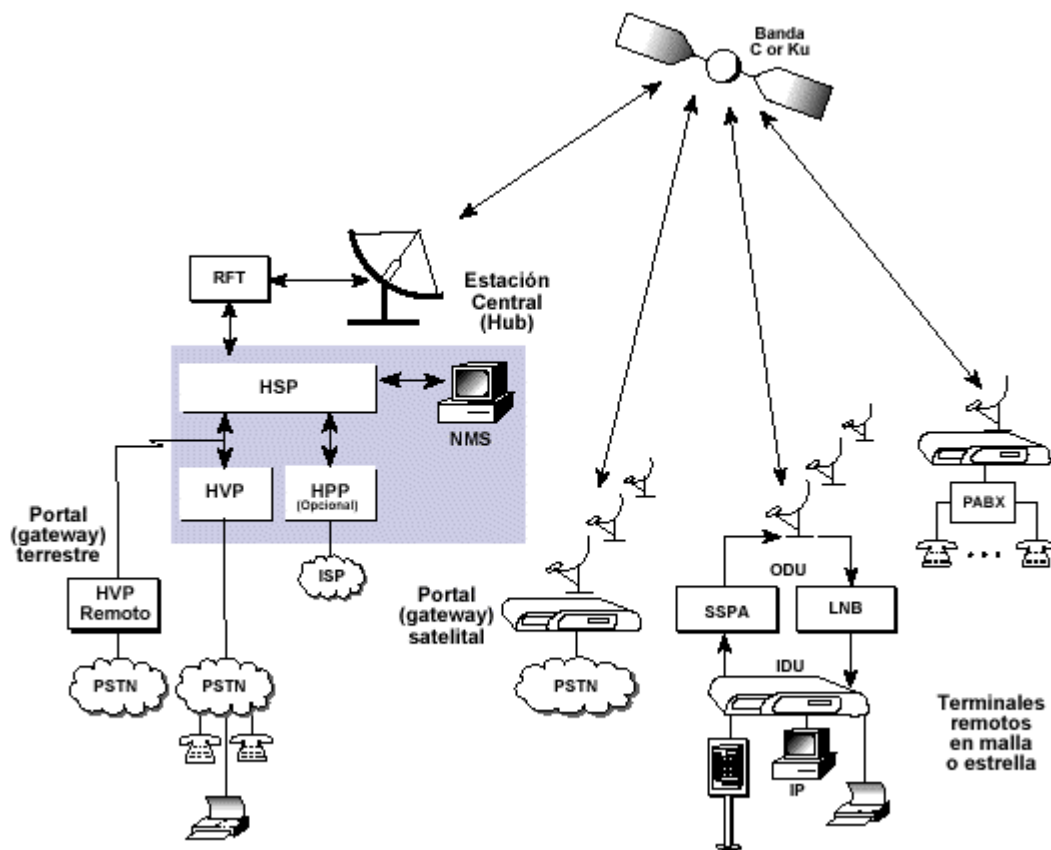 Banda
C or Ku
RFT
Estación
Central
(Hub)
HSP
NMS
HVP
HPP
(Opcional)
Portal
(gateway)
terrestre
ISP
HVP
Remoto
PSTN
PSTN
Portal
(gateway)
satelital
PSTN
ODU
SSPA
LNB
IDU
IP
PABX
Terminales
remotos
en malla
o estrella